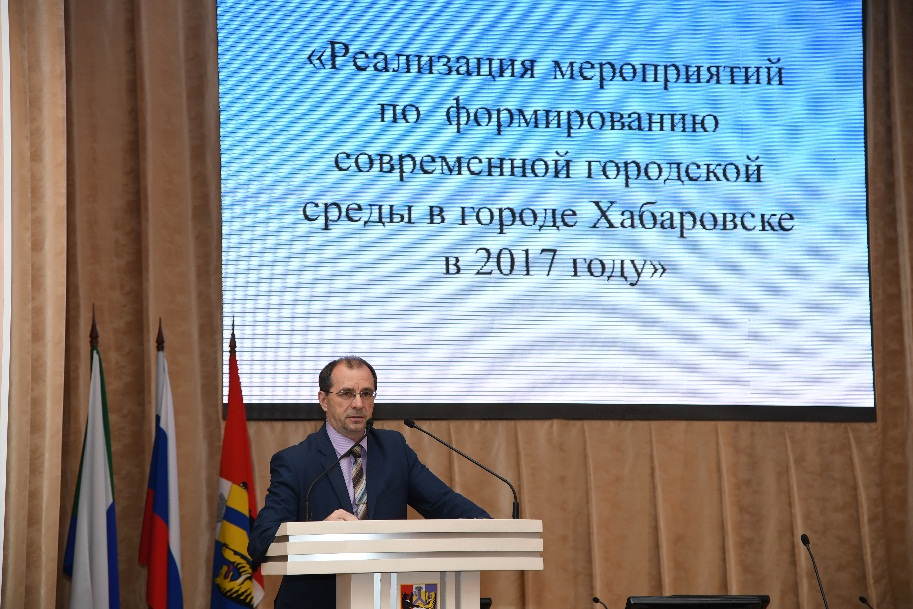 «Реализация мероприятий
по формированию
современной городской
среды в городе Хабаровске
в 2017 году»